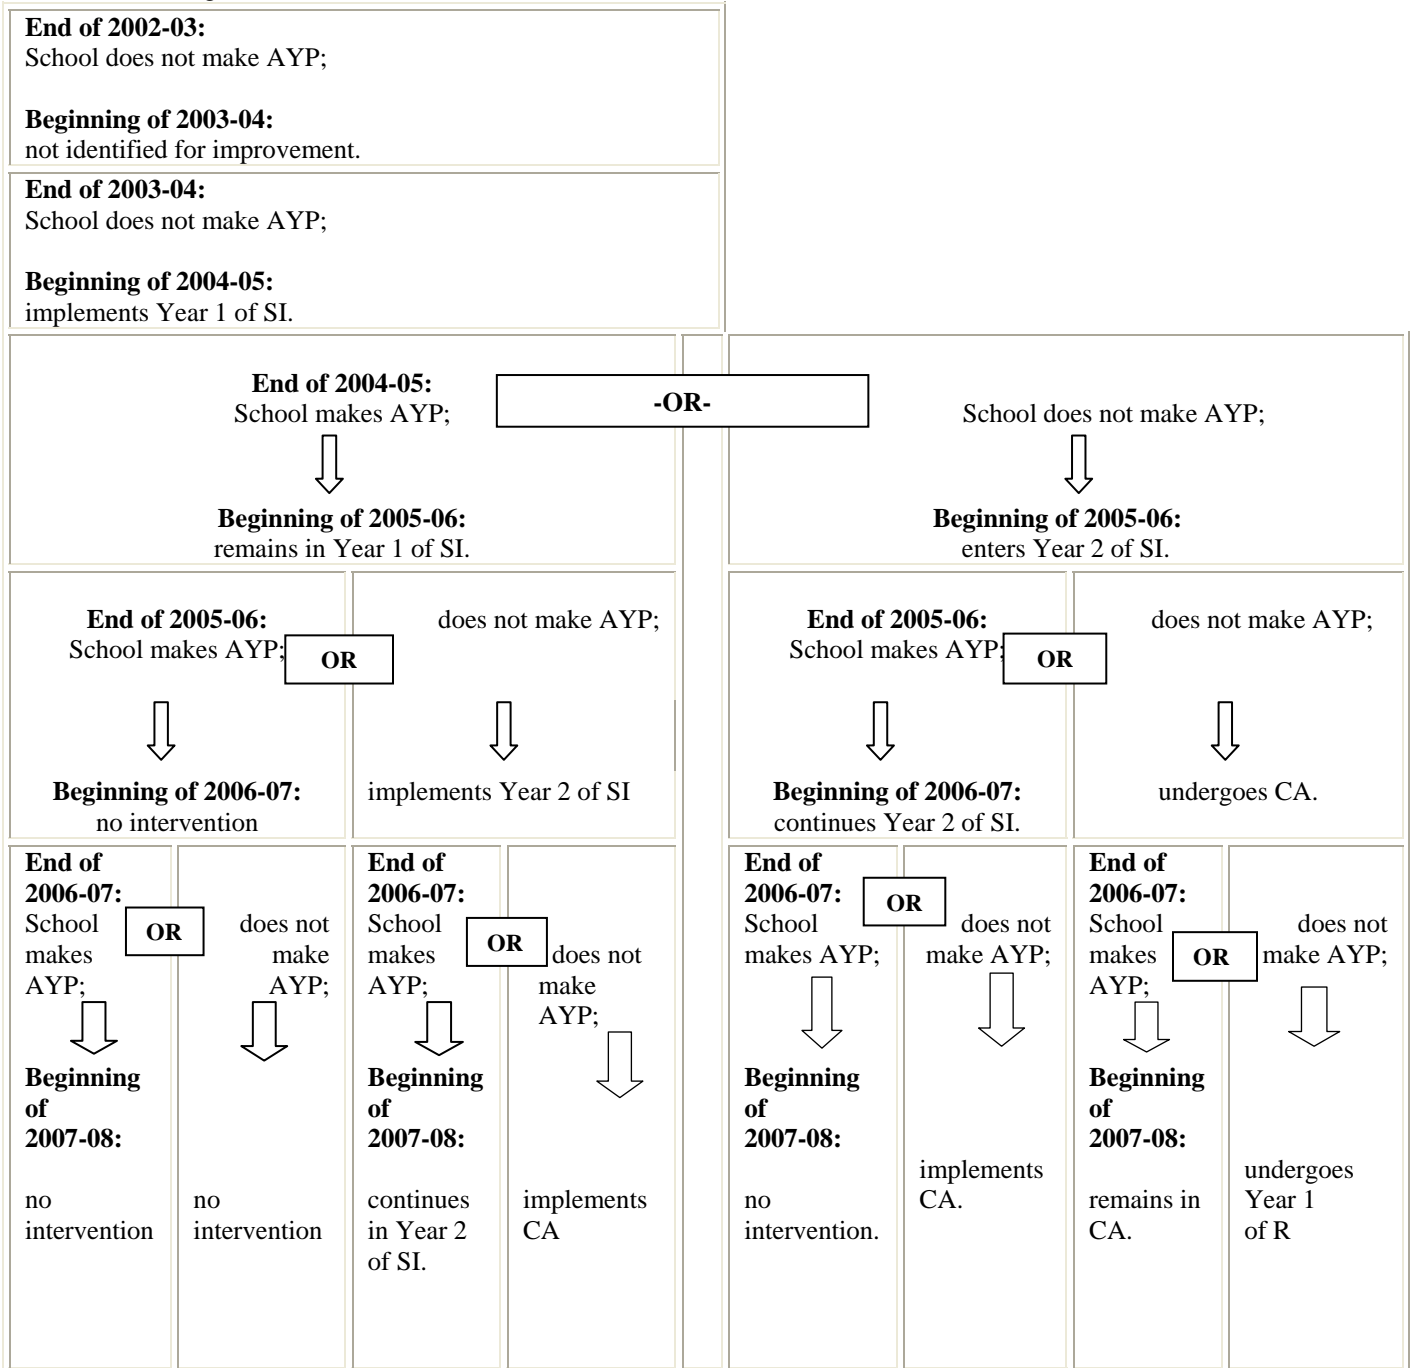 End of 2002-03:
School does not make AYP;
Beginning of 2003-04:
not identified for improvement.
End of 2003-04:
School does not make AYP;
Beginning of 2004-05:
implements Year 1 of SI.
End of 2004-05:
School makes AYP;
-OR-
School does not make AYP;
Beginning of 2005-06:
remains in Year 1 of SI.
Beginning of 2005-06:
enters Year 2 of SI.
End of 2005-06:
School makes AYP;
OR
does not make AYP;
End of 2005-06:
School makes AYP;
OR
does not make AYP;
Beginning of 2006-07:
no intervention
implements Year 2 of SI
Beginning of 2006-07:
continues Year 2 of SI.
undergoes CA.
End of
2006-07:
School
makes
AYP;
OR
does not
make
AYP;
End of
2006-07:
School
makes
AYP;
OR
does not
make
AYP;
End of
2006-07:
School
makes AYP;
OR
does not
make AYP;
End of
2006-07:
School
makes
AYP;
OR
does not
make AYP;
Beginning
of
2007-08:
no
intervention
no
intervention
Beginning
of
2007-08:
continues
in Year 2
of SI.
implements
CA
Beginning
of
2007-08:
no
intervention.
implements
CA.
Beginning
of
2007-08:
remains in
CA.
undergoes
Year 1
of R